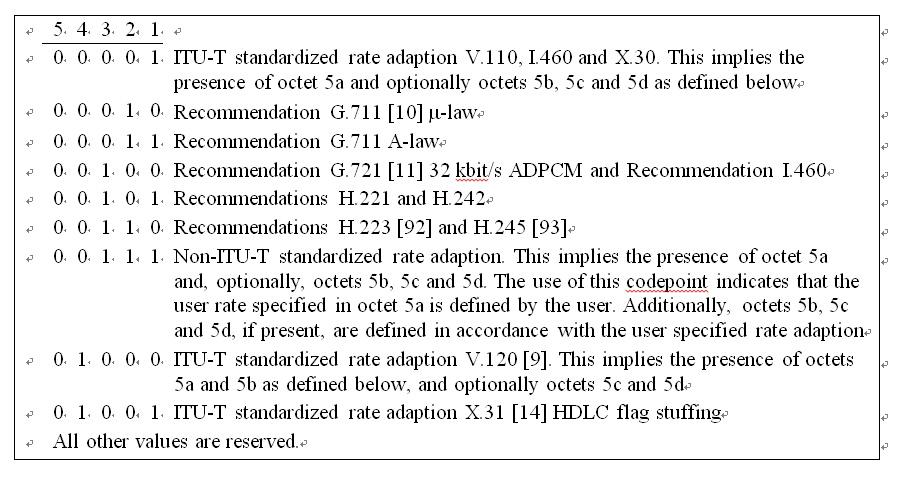 5 4 3 2 1
0 0 0 0 1 ITU-T standardized rate adaption V.110, I.460 and X.30. This implies the
presence of octet 5a and optionally octets 5b, 5c and 5d as defined below
0 0 0 1 0 Recommendation G.711 [10] μ-law
0 0 0 1 1 Recommendation G.711 A-law
0 0 1 0 0 Recommendation G.721 [11] 32 kbit/s ADPCM and Recommendation I.460
0 0 1 0 1 Recommendations H.221 and H.242
0 0 1 1 0 Recommendations H.223 [92] and H.245 [93]
0 0 1 1 1 Non-ITU-T standardized rate adaption. This implies the presence of octet 5a
and, optionally, octets 5b, 5c and 5d. The use of this codepoint indicates that the
user rate specified in octet 5a is defined by the user. Additionally, octets 5b, 5c
and 5d, if present, are defined in accordance with the user specified rate adaption
0 1 0 0 0 ITU-T standardized rate adaption V.120 [9]. This implies the presence of octets
5a and 5b as defined below, and optionally octets 5c and 5d
0 1 0 0 1 ITU-T standardized rate adaption X.31 [14] HDLC flag stuffing
All other values are reserved.